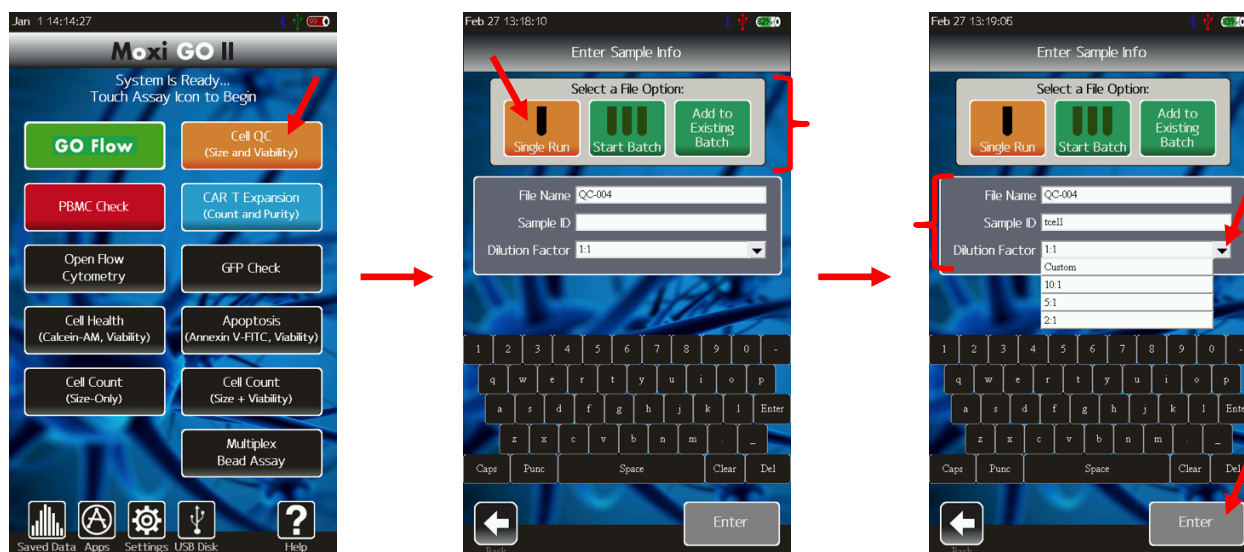 Jan 1 14:14:27
99
Moxi GO II
System Is Ready...
Touch Assay Icon to Begin
GO Flow
Cell QC
(Size and Viability)
PBMC Check
CAR T Expansion
(Count and Purity)
Open Flow
Cytometry
GFP Check
Cell Health
(Calcein-AM, Viability)
Apoptosis
(Annexin V-FITC, Viability)
Cell Count
(Size-Only)
Cell Count
(Size + Viability)
Multiplex
Bead Assay
Saved Data Apps Settings USB Disk Help
Feb 27 13:18:10
Enter Sample Info
Select a File Option:
Single Run
Start Batch
Add to
Existing
Batch
File Name QC-004
Sample ID
Dilution Factor 1:1
1 2 3 4 5 6 7 8 9 0 -
q w e r t y u i o p
a s d f g h j k l Enter
z x c v b n m . _
Caps Punc Space Clear Del
Enter
Back
Feb 27 13:19:06
Enter Sample Info
Select a File Option:
Single Run
Start Batch
Add to
Existing
Batch
File Name QC-004
Sample ID tcell
Dilution Factor 1:1
Custom
10:1
5:1
2:1
1 2 3 4 5 6 7 8 9 0 -
q w e r t y u i o p
a s d f g h j k l Ente
z x c v b n m . _
Caps Punc Space Clear Del
Enter
Back